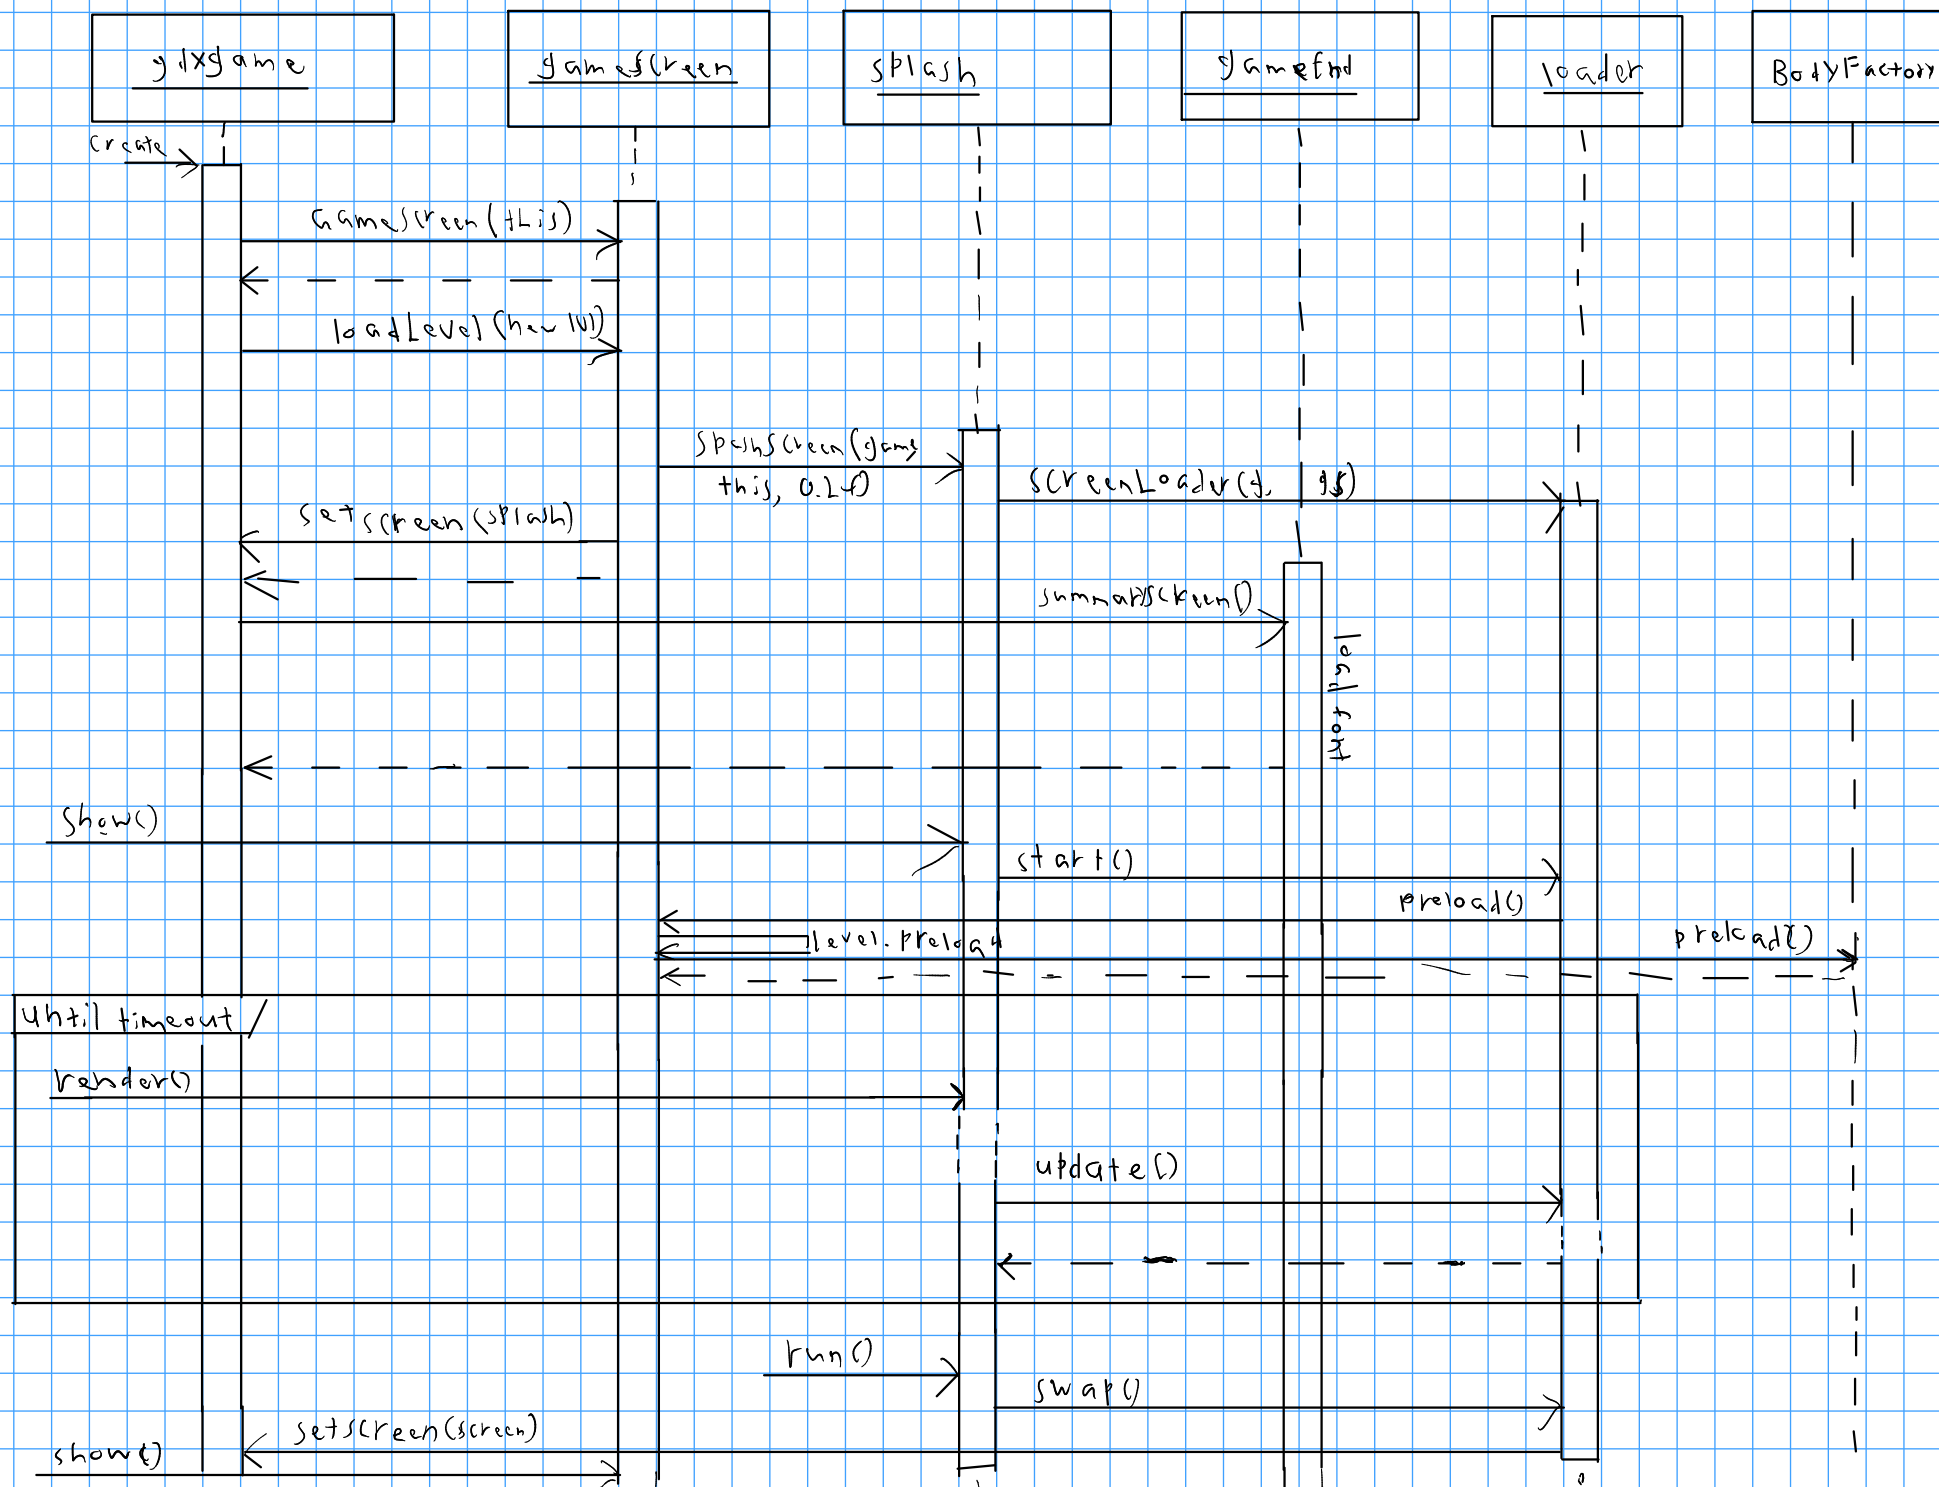 gdxgame
gamescreen
splash
gameEnd
loader
BodyFactory
create
GameScreen(this)
loadLevel(new lvl)
SpashScreen(game
this, 0.2f)
screenLoader(g, gs)
setscreen(splash)
summaryscreen()
load font
show()
start()
preload()
level.preload
preload()
until timeout
render()
update()
run()
swap()
setscreen(screen)
show()